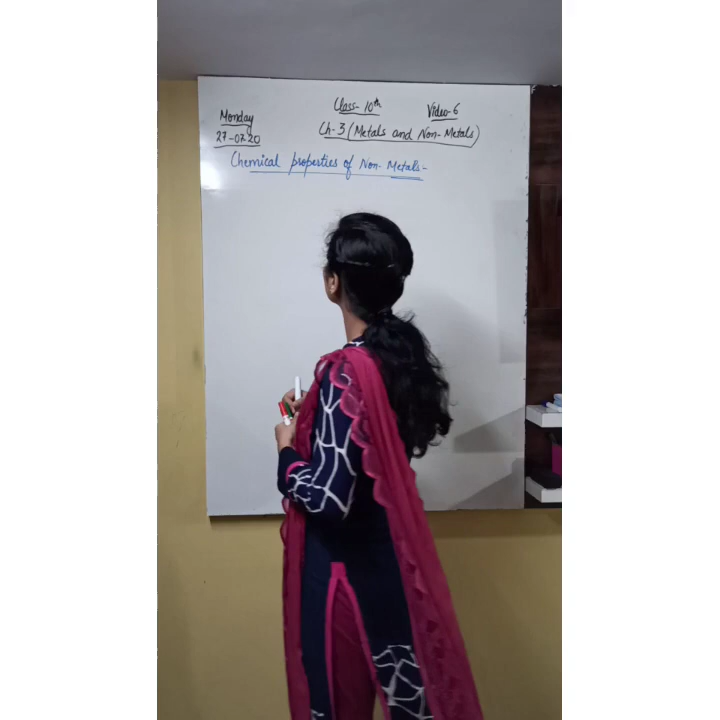 Class- 10th Video-6
Monday
27-07-20
Ch-3 (Metals and Non-Metals)
Chemical properties of Non-Metals-